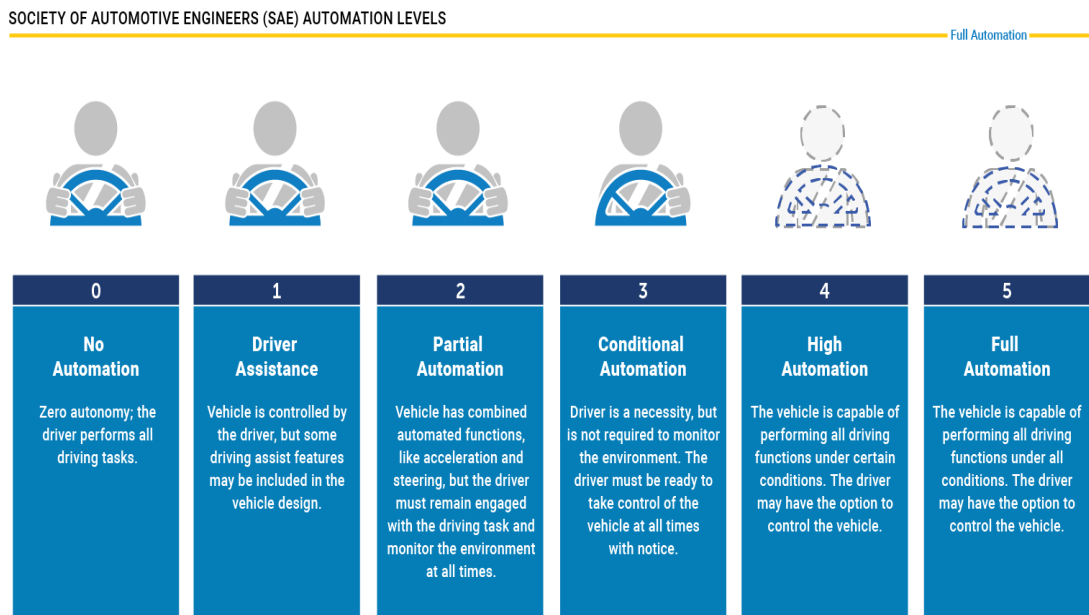 SOCIETY OF AUTOMOTIVE ENGINEERS (SAE) AUTOMATION LEVELS
Full Automation
0
No
Automation
Zero autonomy; the
driver performs all
driving tasks.
1
Driver
Assistance
Vehicle is controlled by
the driver, but some
driving assist features
may be included in the
vehicle design.
2
Partial
Automation
Vehicle has combined
automated functions,
like acceleration and
steering, but the driver
must remain engaged
with the driving task and
monitor the environment
at all times.
3
Conditional
Automation
Driver is a necessity, but
is not required to monitor
the environment. The
driver must be ready to
take control of the
vehicle at all times
with notice.
4
High
Automation
The vehicle is capable of
performing all driving
functions under certain
conditions. The driver
may have the option to
control the vehicle.
5
Full
Automation
The vehicle is capable of
performing all driving
functions under all
conditions. The driver
may have the option to
control the vehicle.